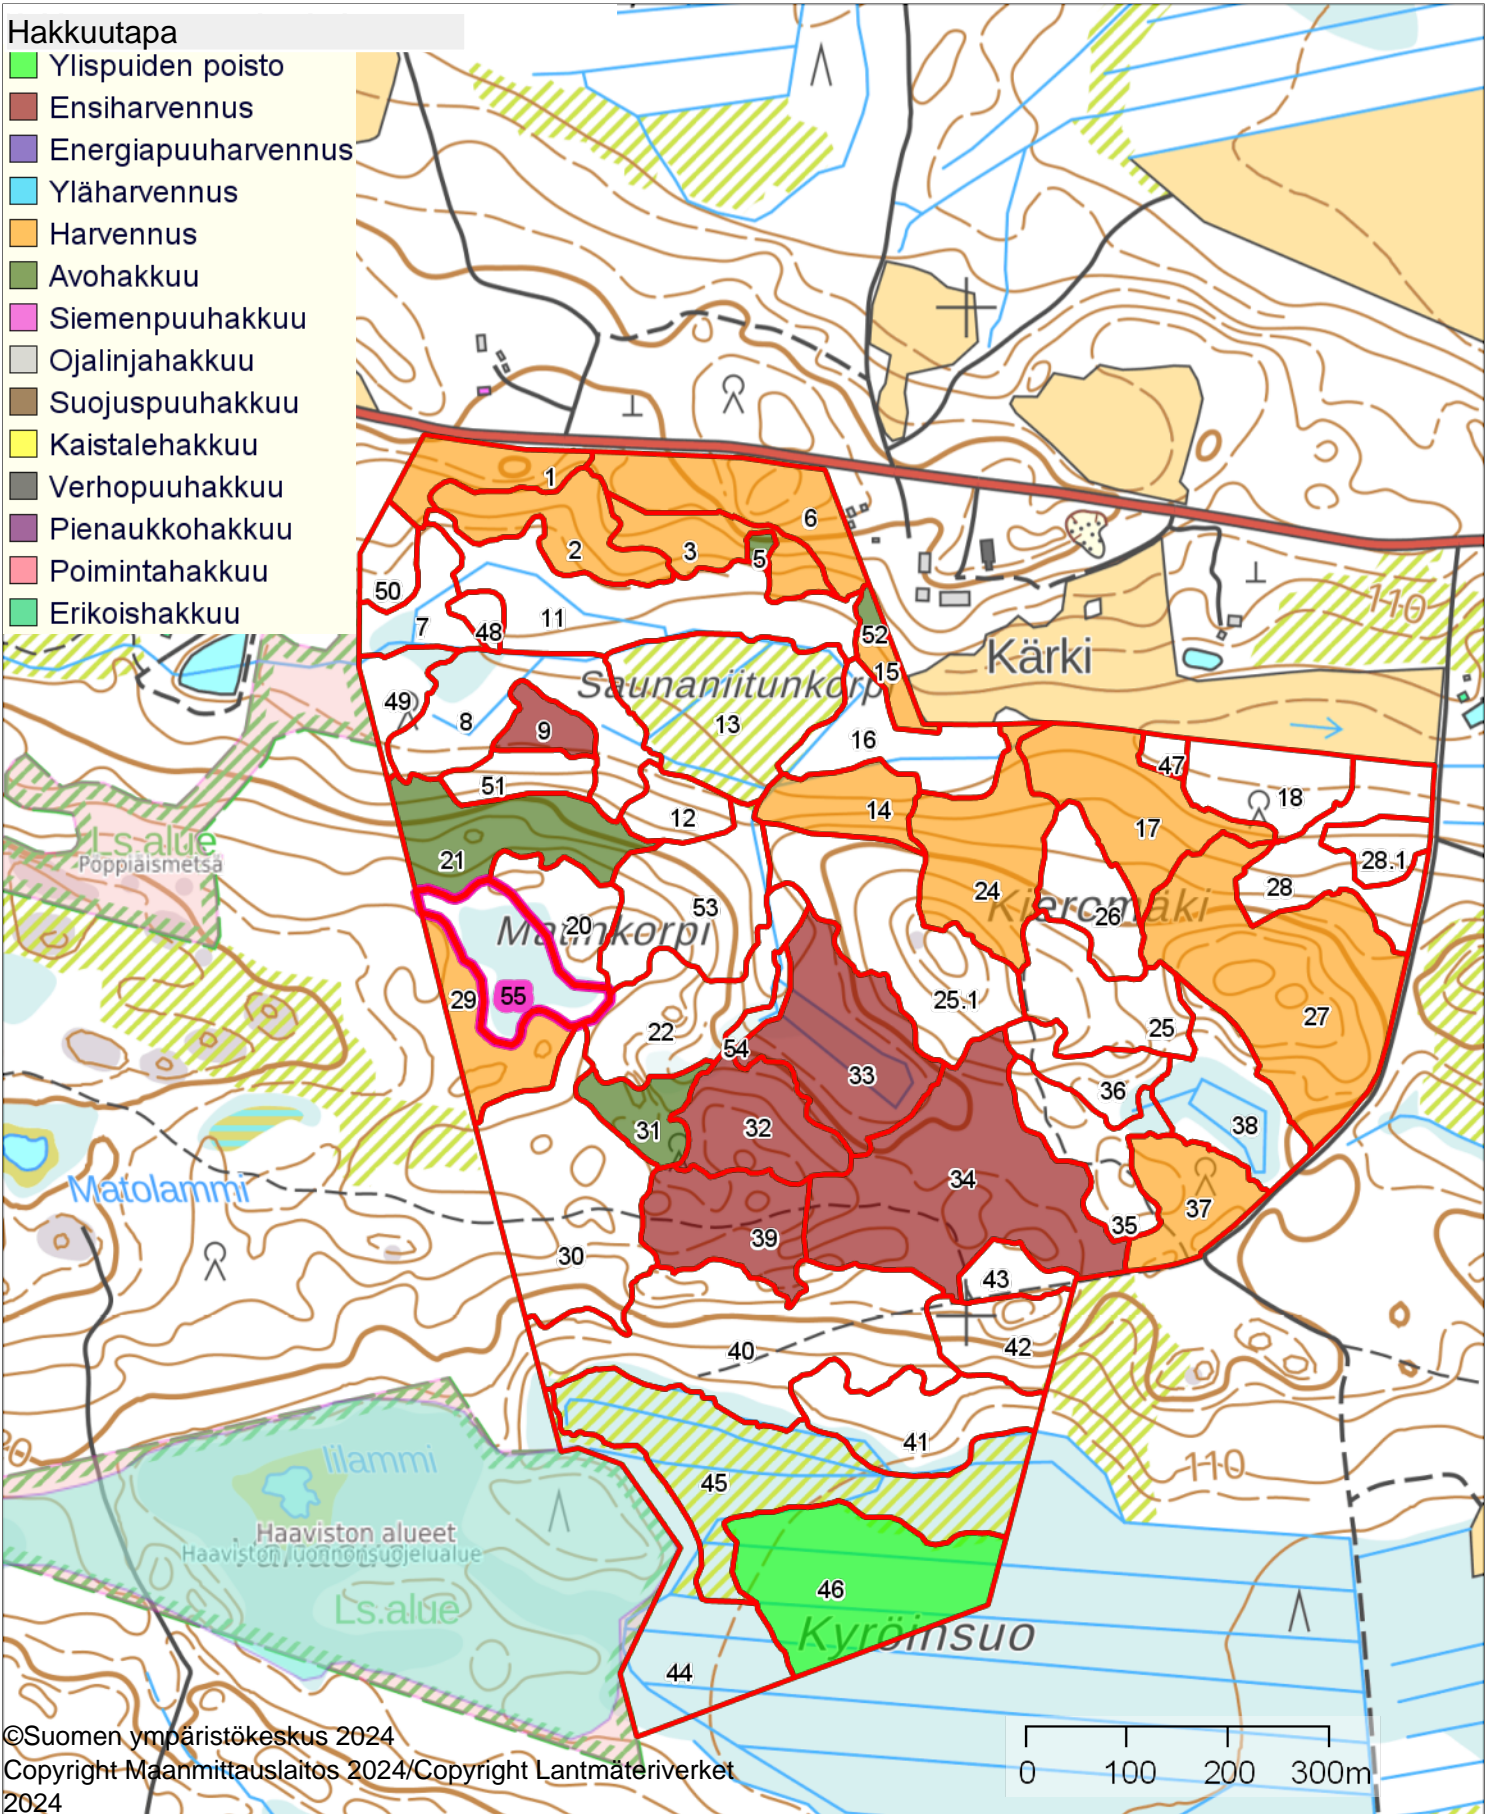 Hakkuutapa
Ylispuiden poisto
Ensiharvennus
Energiapuuharvennus
Yläharvennus
Harvennus
Avohakkuu
Siemenpuuhakkuu
Ojalinjahakkuu
Suojuspuuhakkuu
Kaistalehakkuu
Verhopuuhakkuu
Pienaukkohakkuu
Poimintahakkuu
Erikoishakkuu
1
6
2
3
5
50
7
48
11
52
110
Kärki
15
Saunaniitunkorp
49
8
9
13
16
47
51
12
14
18
17
Ls.alue
Poppiaismetsä
21
28.1
28
24
Kieromäki
26
53
20
Matinkorpi
29
55
25.1
27
22
54
25
33
36
38
31
32
34
Matolammi
37
35
39
30
43
42
40
41
Iilammi
110
45
Haaviston alueet
Haaviston luonnonsuojelualue
46
Ls.alue
Kyröinsuo
44
©Suomen ympäristökeskus 2024
Copyright Maanmittauslaitos 2024/Copyright Lantmäteriverket
2024
0 100 200 300m